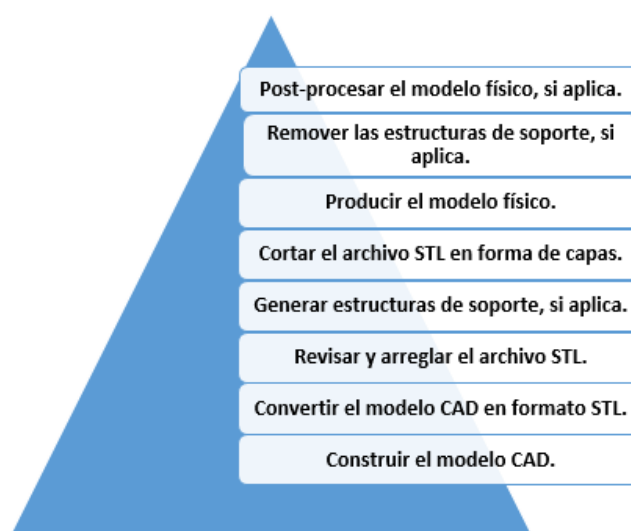 Post-procesar el modelo físico, si aplica.
Remover las estructuras de soporte, si
aplica.
Producir el modelo físico.
Cortar el archivo STL en forma de capas.
Generar estructuras de soporte, si aplica.
Revisar y arreglar el archivo STL.
Convertir el modelo CAD en formato STL.
Construir el modelo CAD.